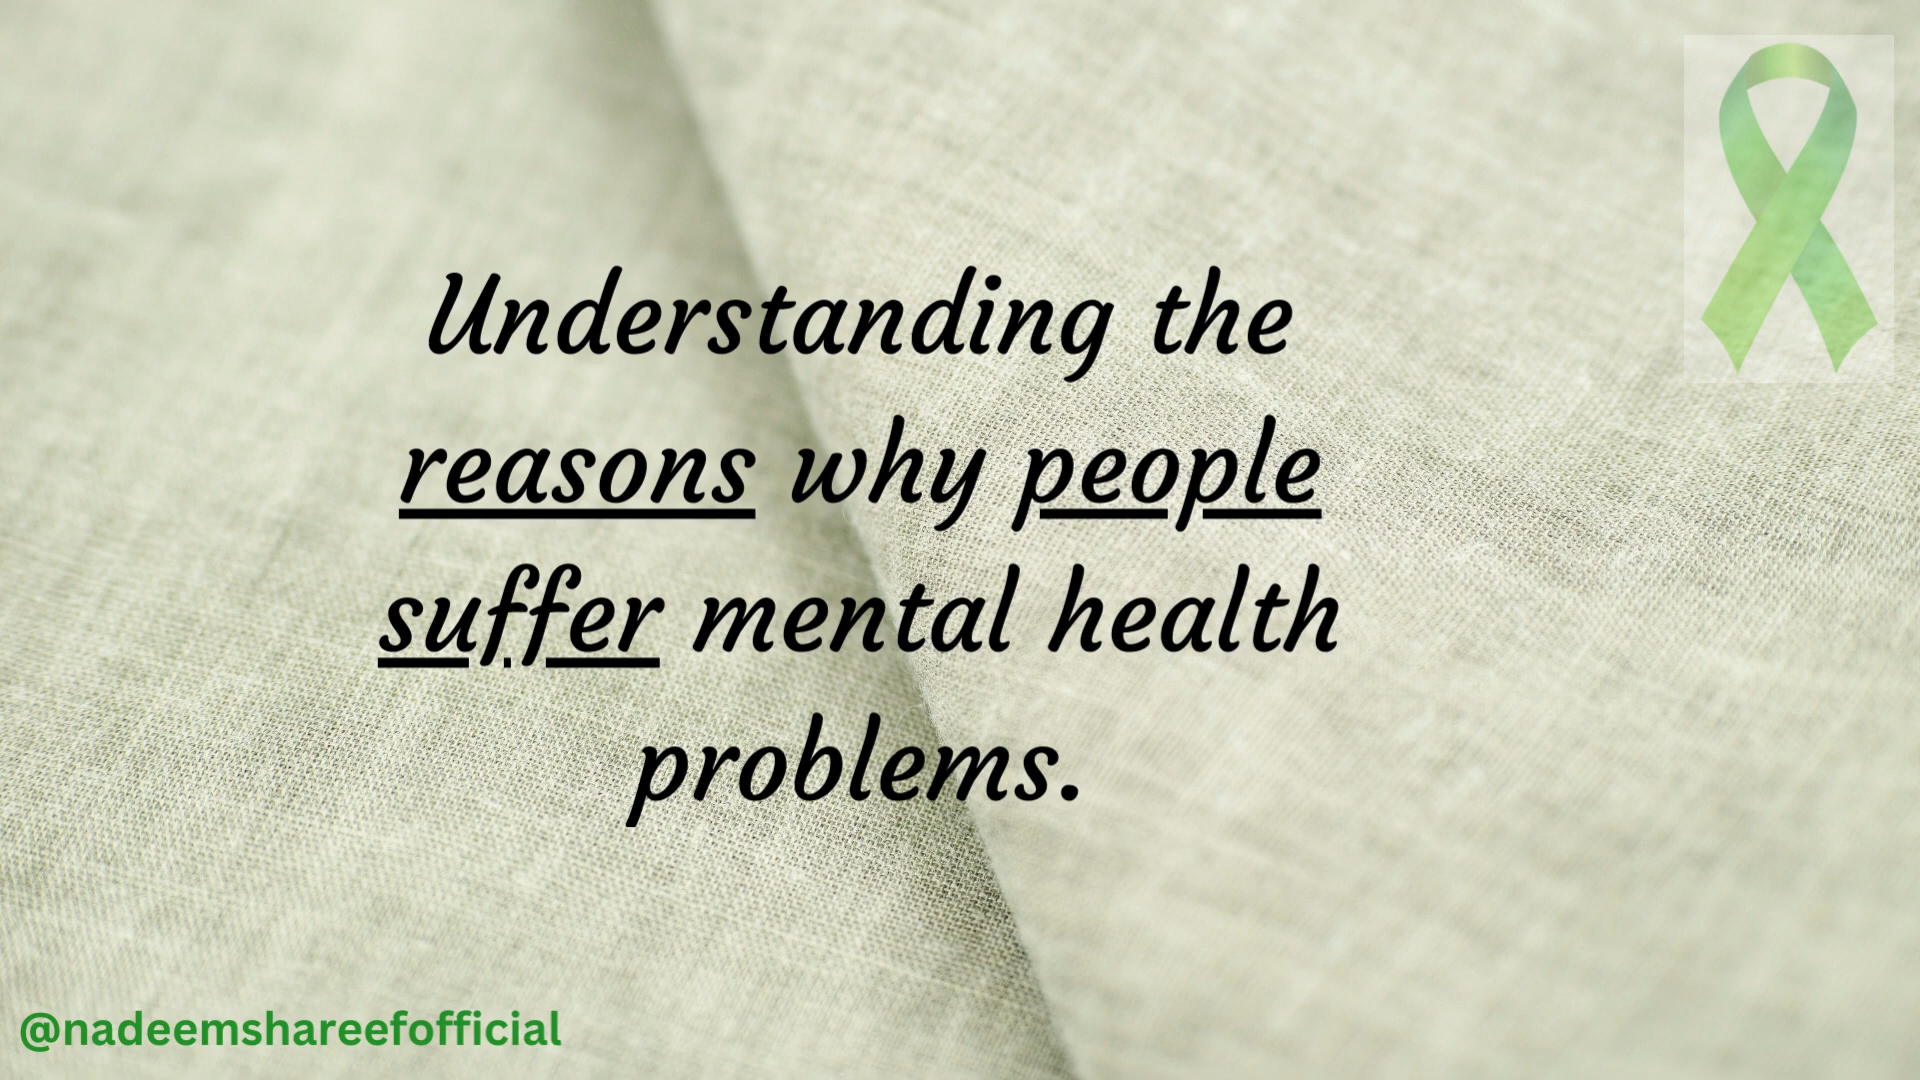 Understanding the
reasons why people
suffer mental health
problems.
@nadeemshareefofficial